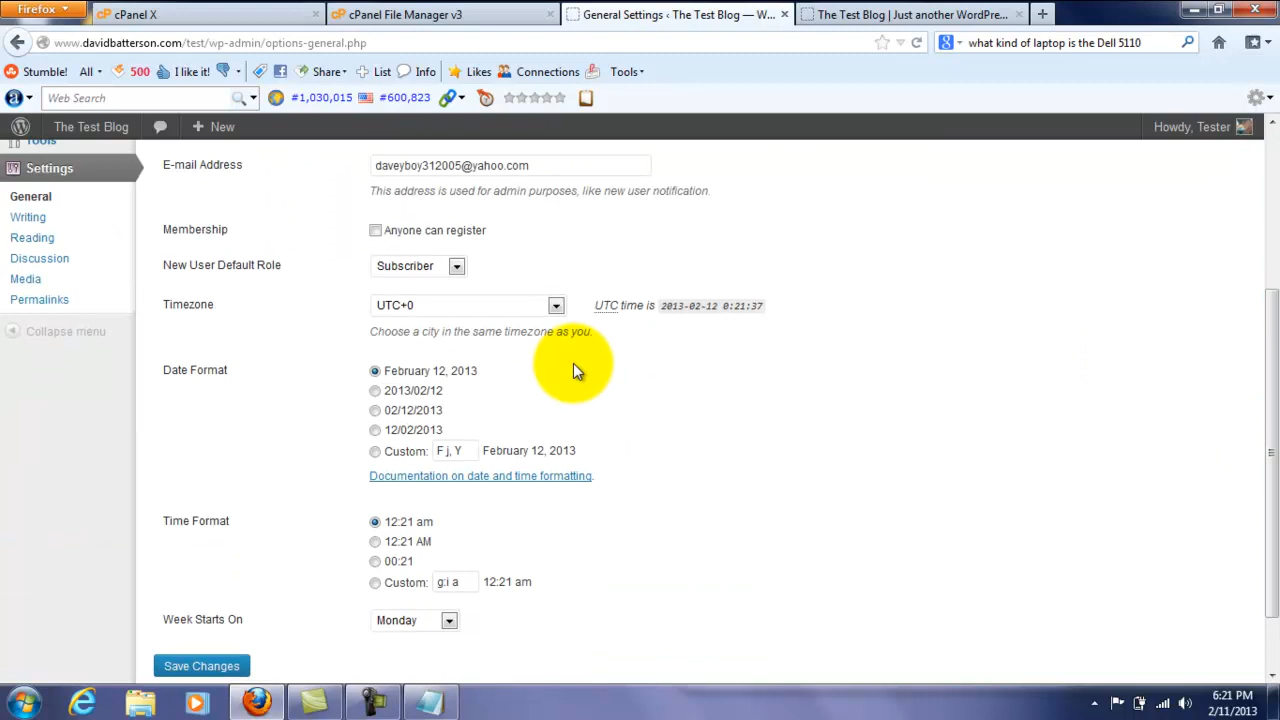 Firefox
cPanel X
cPanel File Manager v3
General Settings ‹ The Test Blog — W...
The Test Blog | Just another WordPre...
www.davidbatterson.com/test/wp-admin/options-general.php
what kind of laptop is the Dell 5110
Stumble! All 500 I like it! Share List Info Likes Connections Tools
Web Search #1,030,015 #600,823
The Test Blog + New Howdy, Tester
Tools
Settings
General
Writing
Reading
Discussion
Media
Permalinks
Collapse menu
E-mail Address daveyboy312005@yahoo.com
This address is used for admin purposes, like new user notification.
Membership Anyone can register
New User Default Role Subscriber
Timezone UTC+0 UTC time is 2013-02-12 0:21:37
Choose a city in the same timezone as you.
Date Format February 12, 2013
2013/02/12
02/12/2013
12/02/2013
Custom: F j, Y February 12, 2013
Documentation on date and time formatting.
Time Format 12:21 am
12:21 AM
00:21
Custom: g:i a 12:21 am
Week Starts On Monday
Save Changes
6:21 PM
2/11/2013